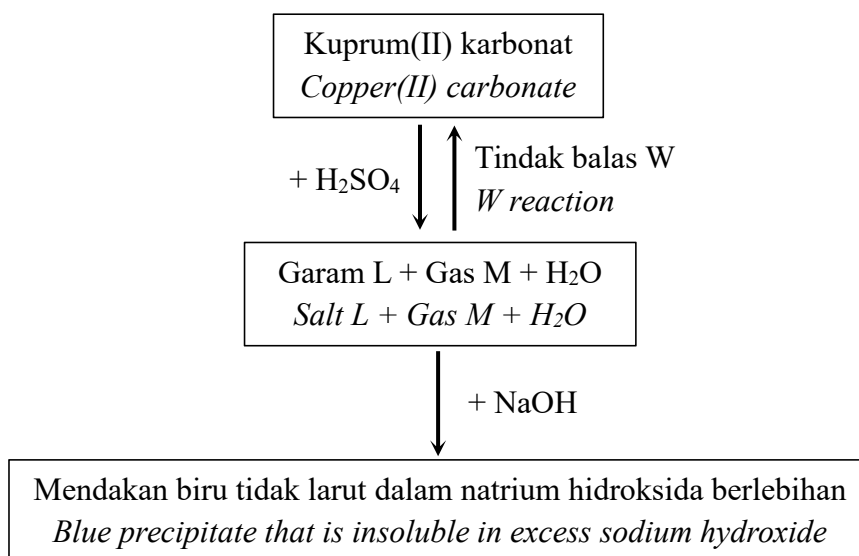 Kuprum(II) karbonat
Copper(II) carbonate
+ H₂SO₄
Tindak balas W
W reaction
Garam L + Gas M + H₂O
Salt L + Gas M + H₂O
+ NaOH
Mendakan biru tidak larut dalam natrium hidroksida berlebihan
Blue precipitate that is insoluble in excess sodium hydroxide